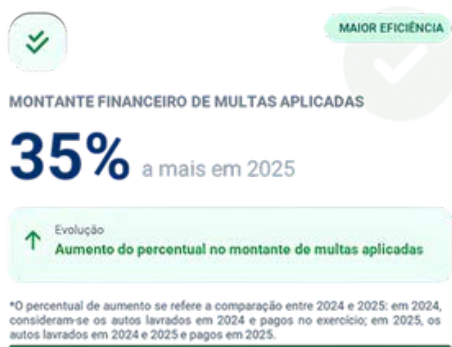 MAIOR EFICIÊNCIA
MONTANTE FINANCEIRO DE MULTAS APLICADAS
35% a mais em 2025
Evolução
Aumento do percentual no montante de multas aplicadas
*O percentual de aumento se refere a comparação entre 2024 e 2025: em 2024,
consideram-se os autos lavrados em 2024 e pagos no exercício; em 2025, os
autos lavrados em 2024 e 2025 e pagos em 2025.